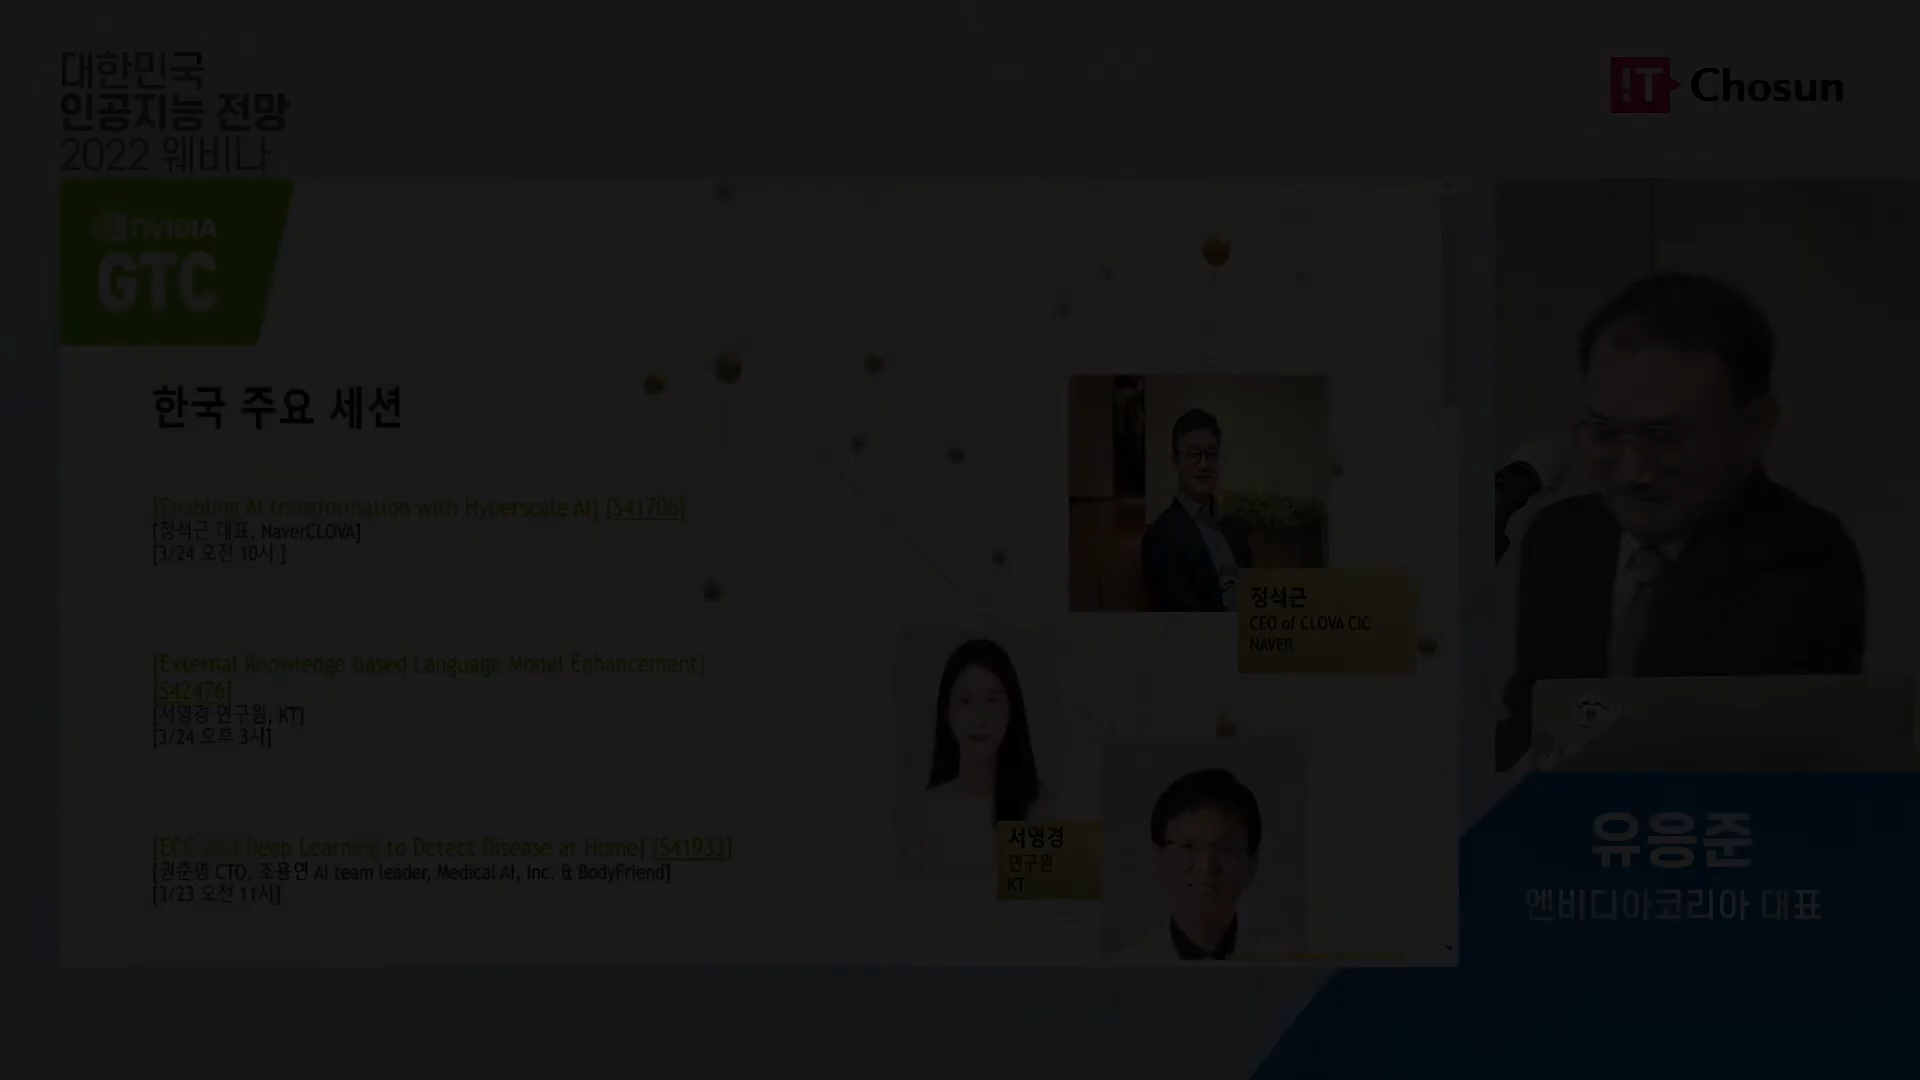 대한민국
인공지능 전망
2022 웨비나
IT Chosun
NVIDIA
GTC
한국 주요 세션
[Enabling AI transformation with Hyperscale AI] [S41706]
[정석근 대표, NaverCLOVA]
[3/24 오전 10시 ]
[External Knowledge based Language Model Enhancement]
[S42476]
[서영경 연구원, KT]
[3/24 오후 3시]
[ECG and Deep Learning to Detect Disease at Home] [S41933]
[권준명 CTO, 조용연 AI team leader, Medical AI, Inc. & BodyFriend]
[3/23 오전 11시]
정석근
CEO of CLOVA CIC
NAVER
서영경
연구원
KT
유응준
엔비디아코리아 대표